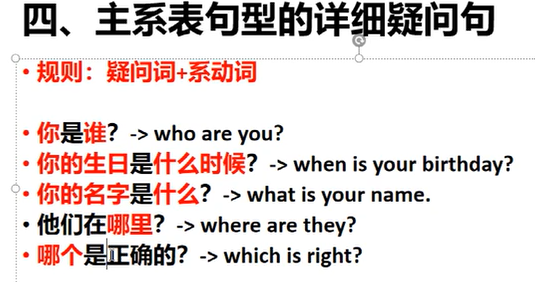 四、主系表句型的详细疑问句
• 规则：疑问词+系动词
• 你是谁？ -> who are you?
• 你的生日是什么时候？ -> when is your birthday?
• 你的名字是什么？ -> what is your name.
• 他们在哪里？ -> where are they?
• 哪个是正确的？ -> which is right?